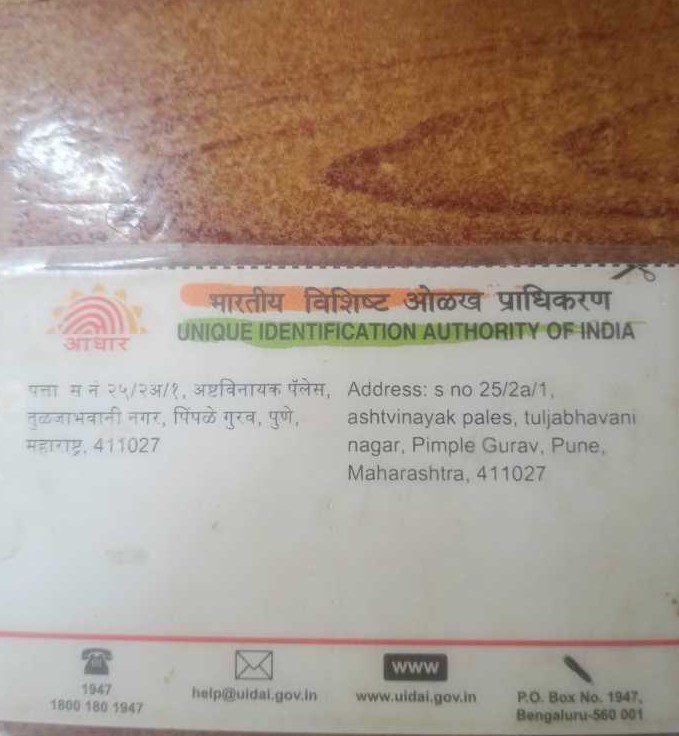 भारतीय विशिष्ट ओळख प्राधिकरण
UNIQUE IDENTIFICATION AUTHORITY OF INDIA
आधार
पत्ता स नं २५/२अ/१, अष्टविनायक पॅलेस,
तुळजाभवानी नगर, पिंपळे गुरव, पुणे,
महाराष्ट्र, 411027
Address: s no 25/2a/1,
ashtvinayak pales, tuljabhavani
nagar, Pimple Gurav, Pune,
Maharashtra, 411027
1947
1800 180 1947
help@uidai.gov.in
www
www.uidai.gov.in
P.O. Box No. 1947,
Bengaluru-560 001